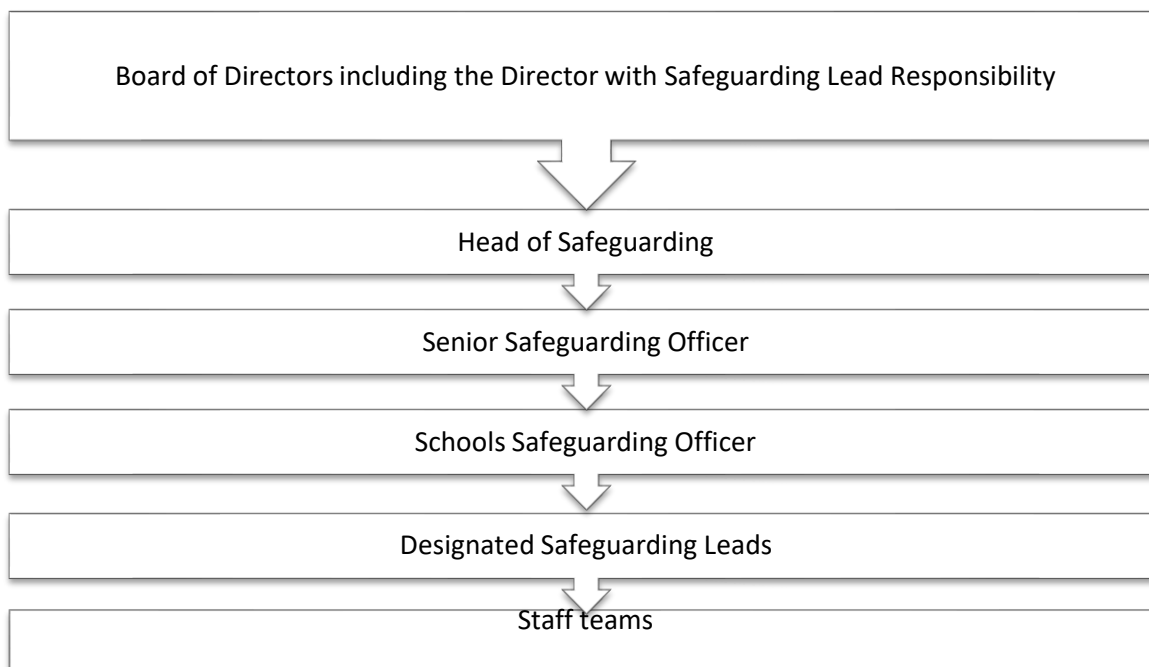 Board of Directors including the Director with Safeguarding Lead Responsibility
Head of Safeguarding
Senior Safeguarding Officer
Schools Safeguarding Officer
Designated Safeguarding Leads
Staff teams